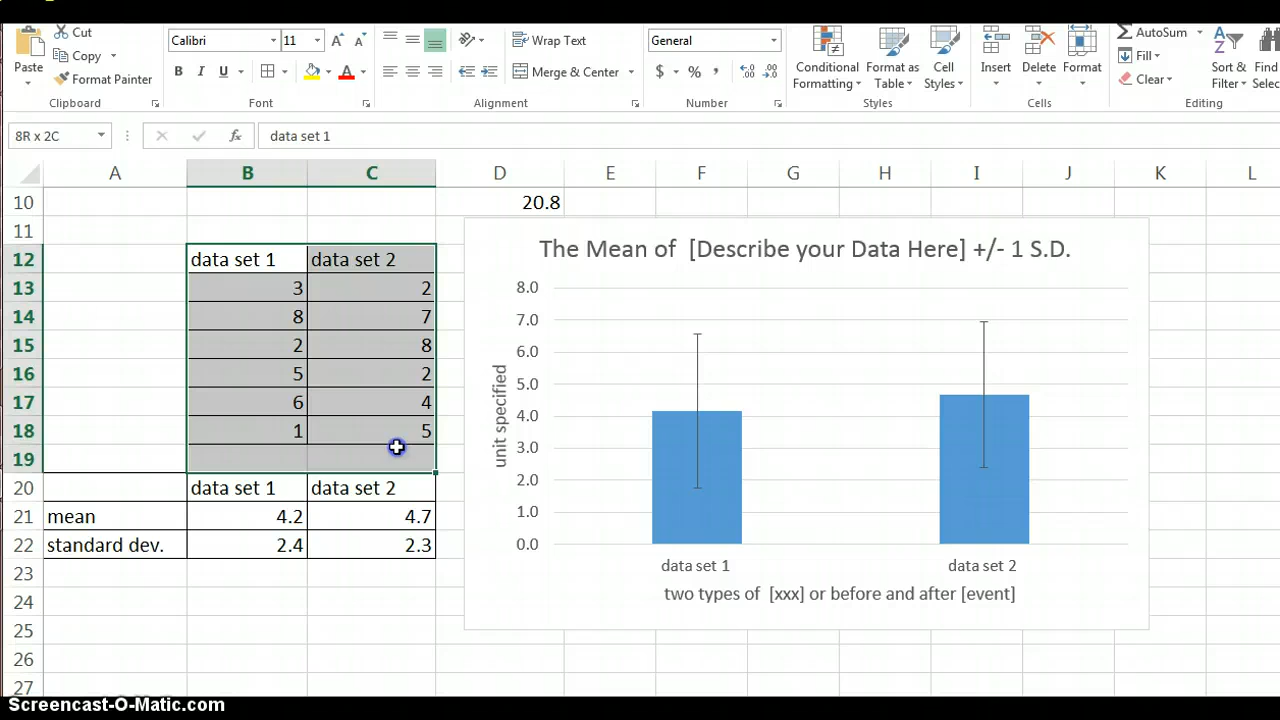 Cut
Copy
Format Painter
Paste
Clipboard
Calibri 11 A A
B I U A
Font
Wrap Text
Merge & Center
Alignment
General
$ % ,
Number
Conditional Formatting
Format as Table
Cell Styles
Styles
Insert Delete Format
Cells
AutoSum
Fill
Clear
Sort & Filter
Find
Selec
Editing
8R x 2C fx data set 1
A B C D E F G H I J K L
10 20.8
11
12 data set 1 data set 2
13 3 2
14 8 7
15 2 8
16 5 2
17 6 4
18 1 5
19
20 data set 1 data set 2
21 mean 4.2 4.7
22 standard dev. 2.4 2.3
23
24
25
26
27
The Mean of [Describe your Data Here] +/- 1 S.D.
8.0
7.0
6.0
5.0
4.0
3.0
2.0
1.0
0.0
unit specified
data set 1 data set 2
two types of [xxx] or before and after [event]
Screencast-O-Matic.com